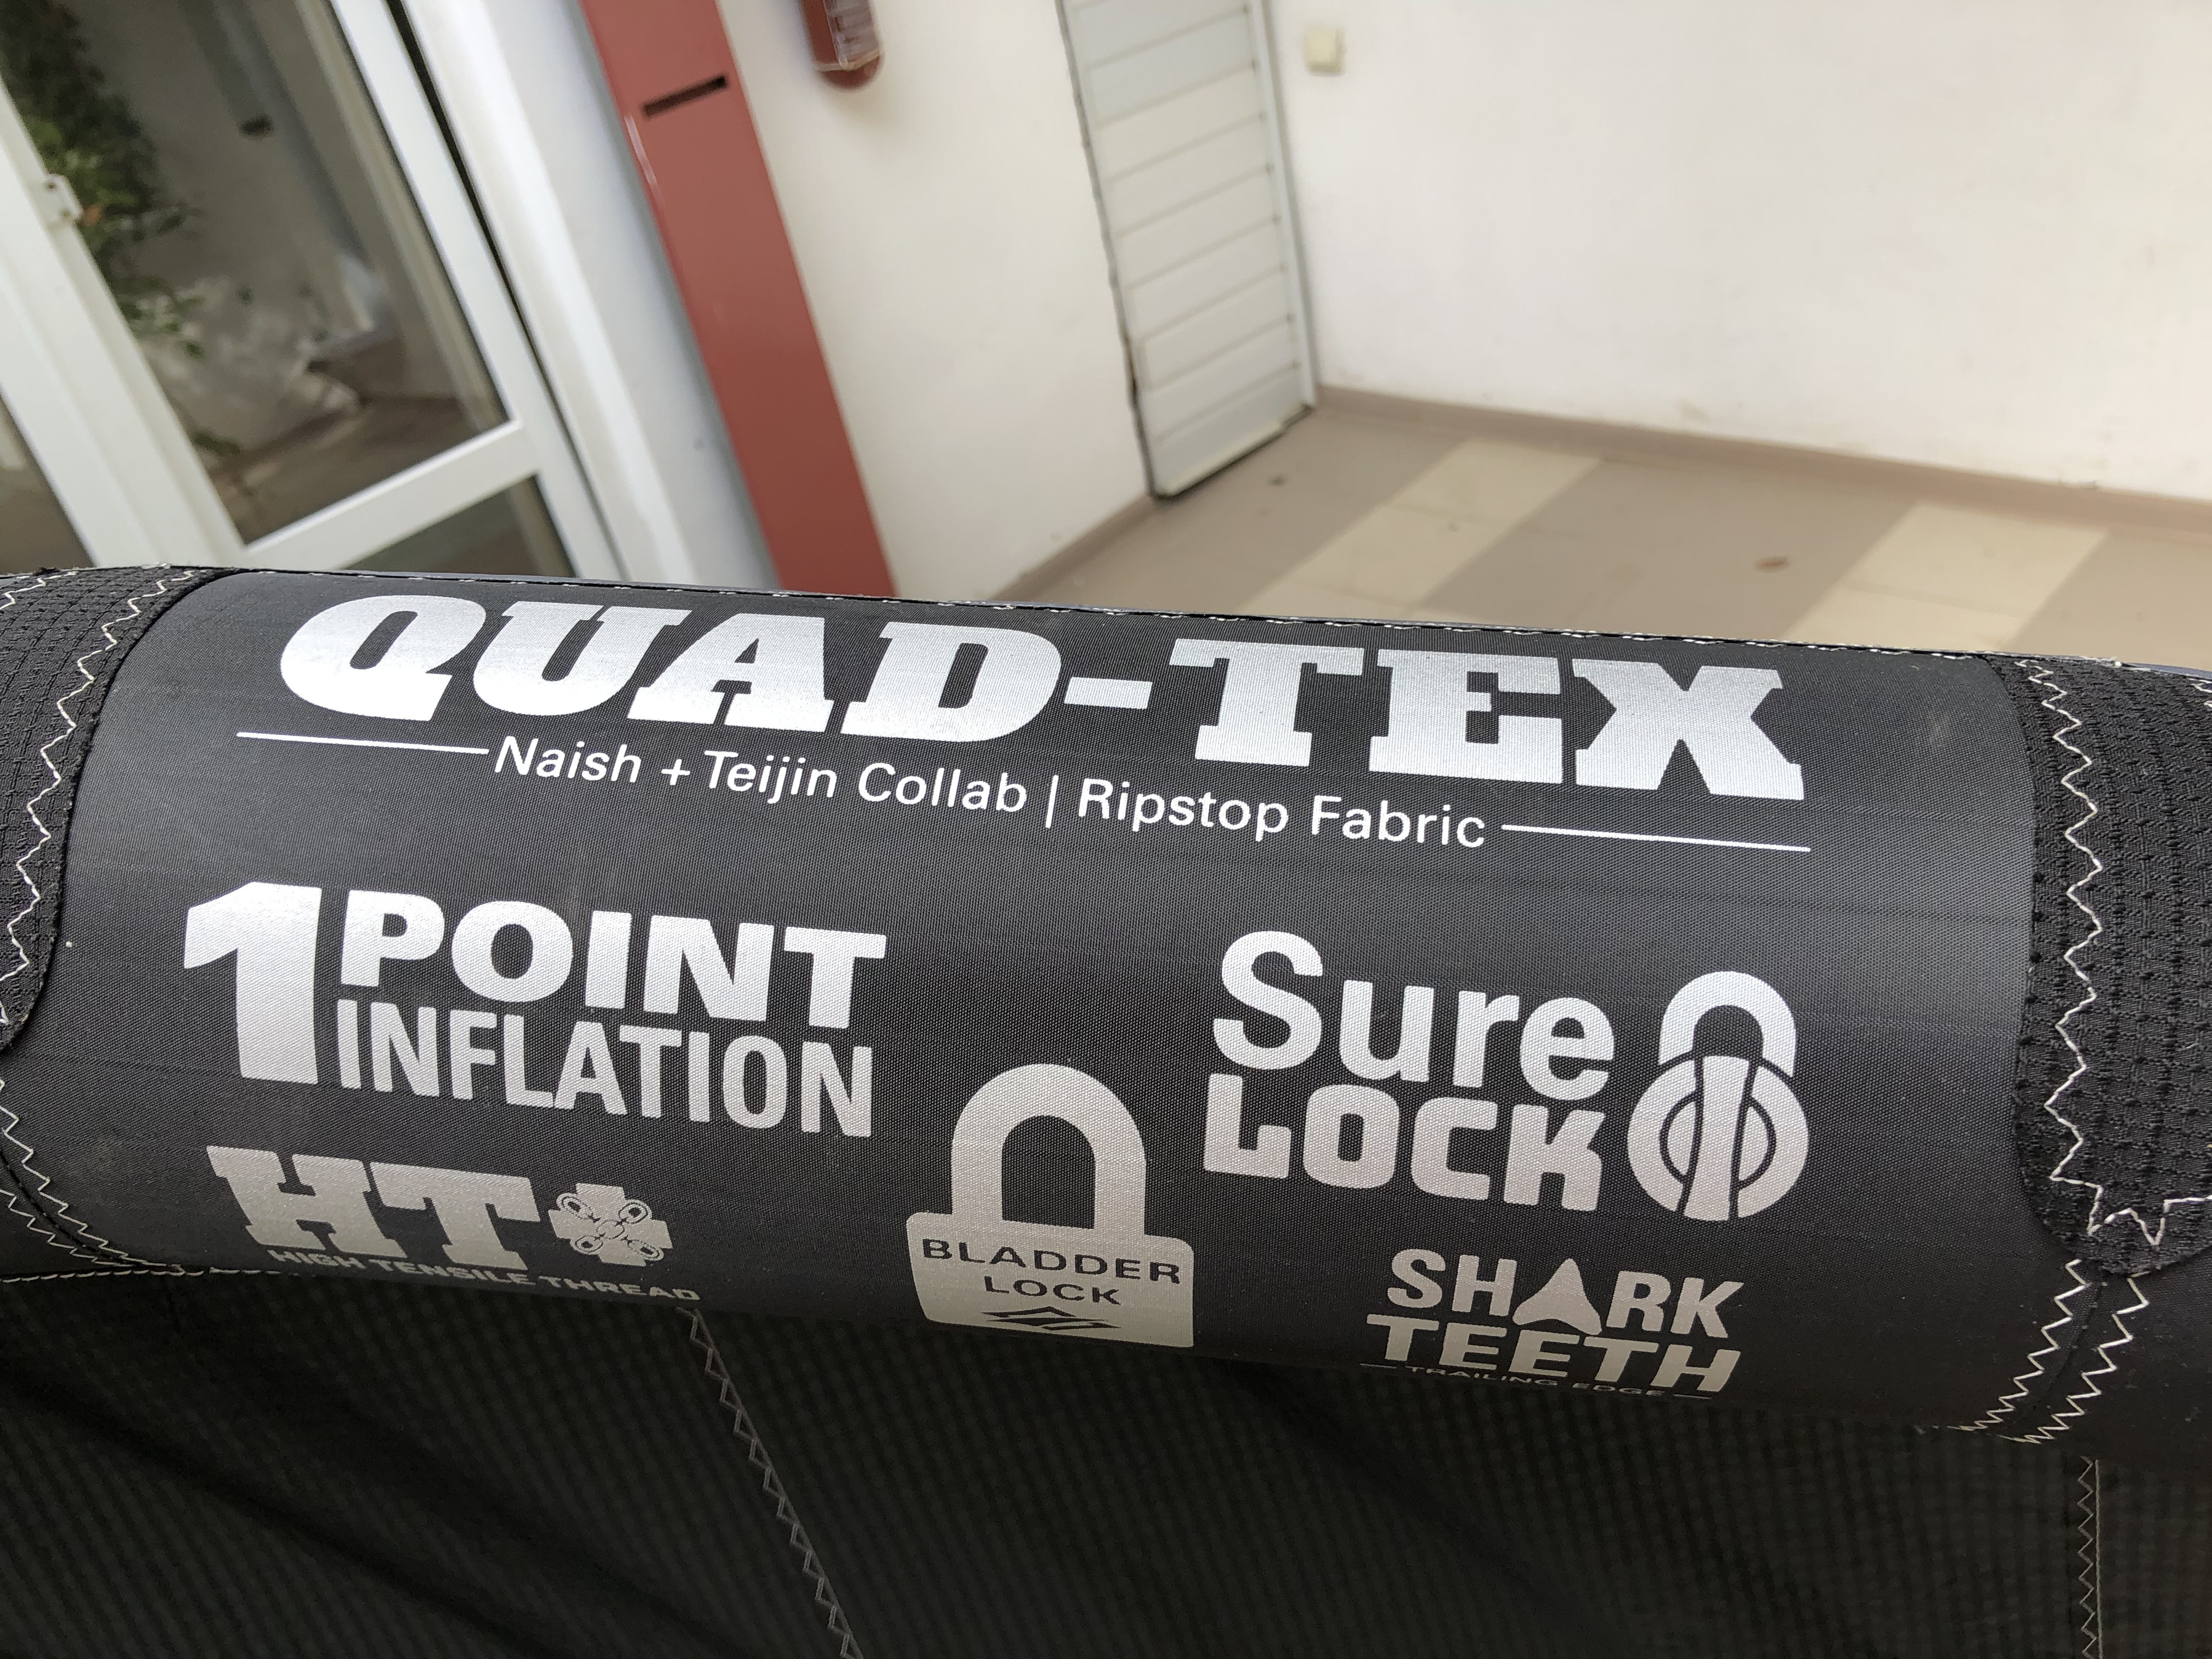 QUAD-TEX
Naish + Teijin Collab | Ripstop Fabric
1 POINT
INFLATION
Sure
LOCK
HT
HIGH TENSILE THREAD
BLADDER
LOCK
SHARK
TEETH
TRAILING EDGE